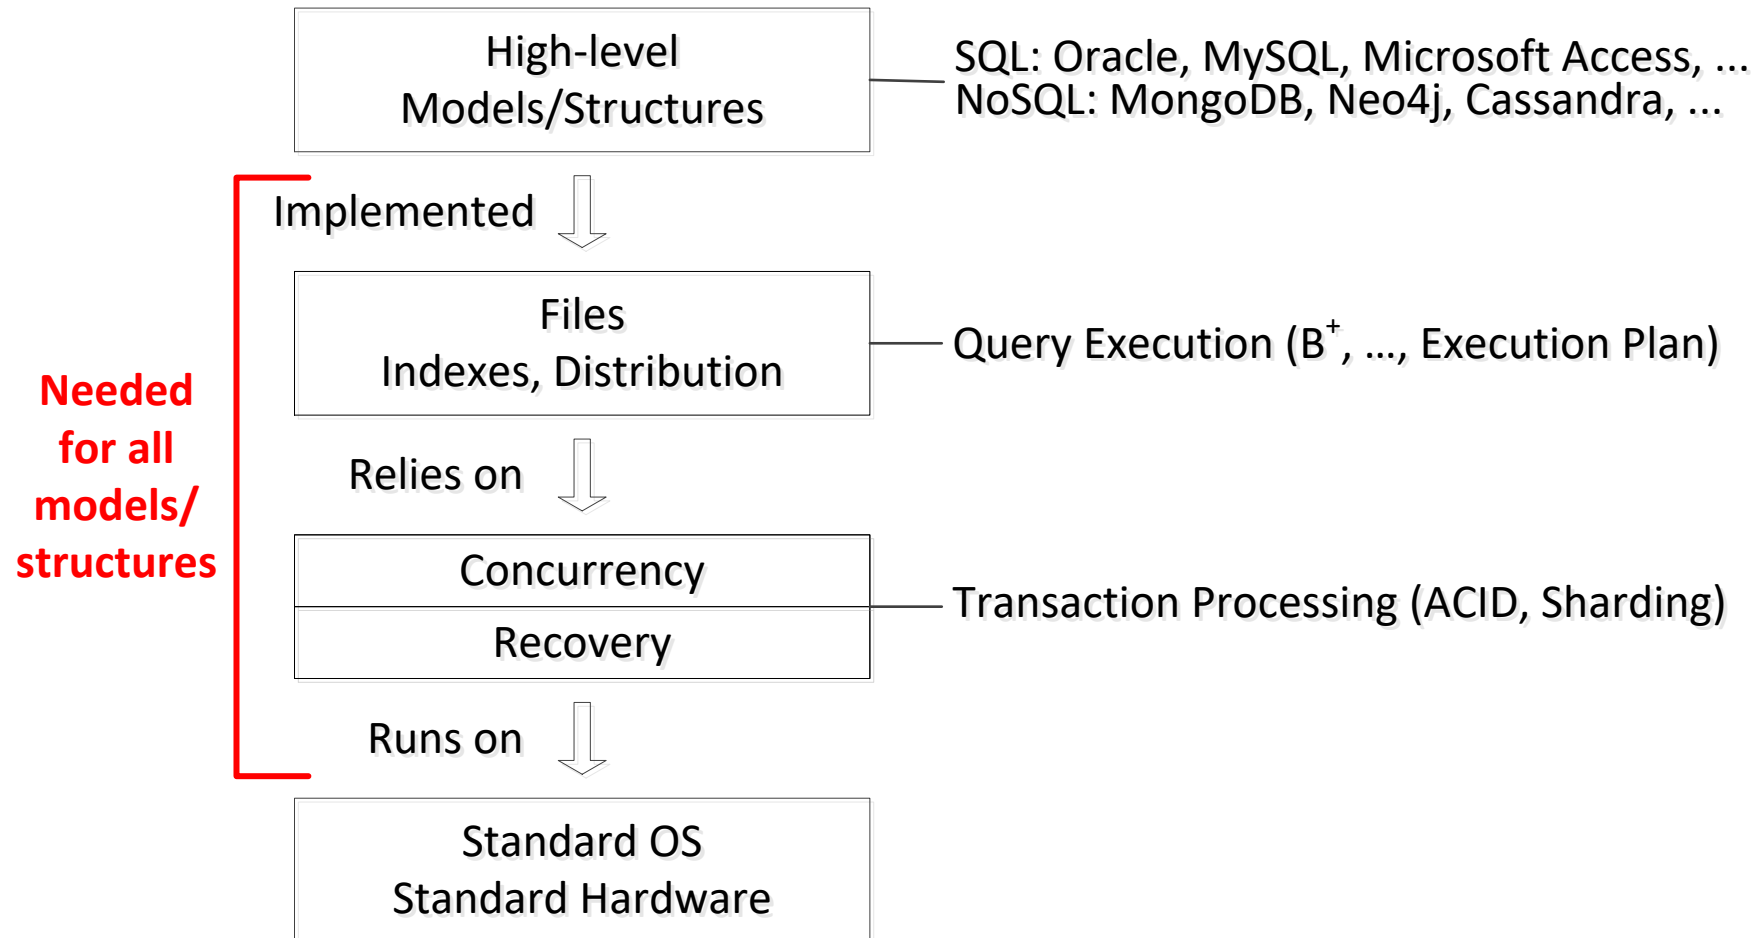 High-level
Models/Structures
SQL: Oracle, MySQL, Microsoft Access, ...
NoSQL: MongoDB, Neo4j, Cassandra, ...
Implemented
Files
Indexes, Distribution
Query Execution (B⁺, ..., Execution Plan)
Needed
for all
models/
structures
Relies on
Concurrency
Recovery
Transaction Processing (ACID, Sharding)
Runs on
Standard OS
Standard Hardware